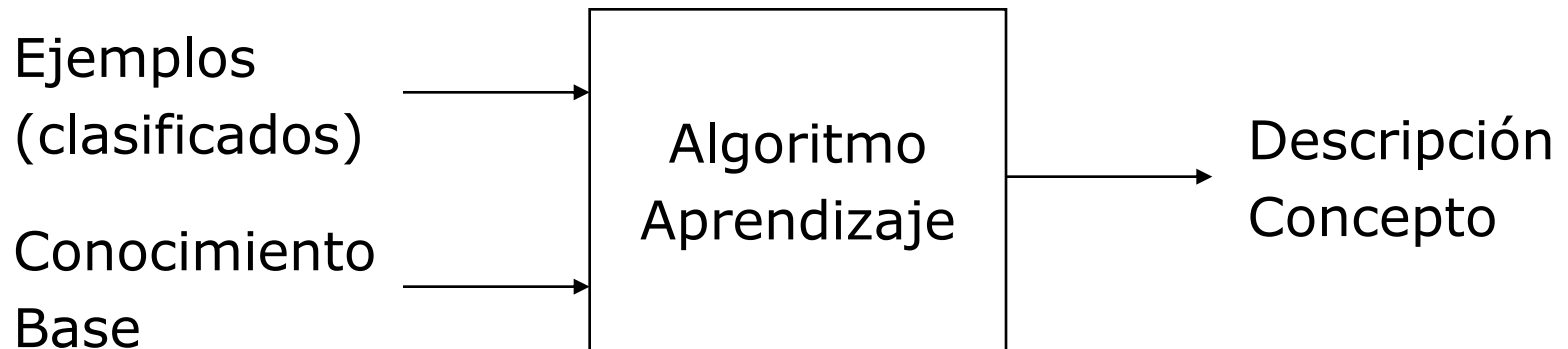 Ejemplos
(clasificados)
Conocimiento
Base
Algoritmo
Aprendizaje
Descripción
Concepto